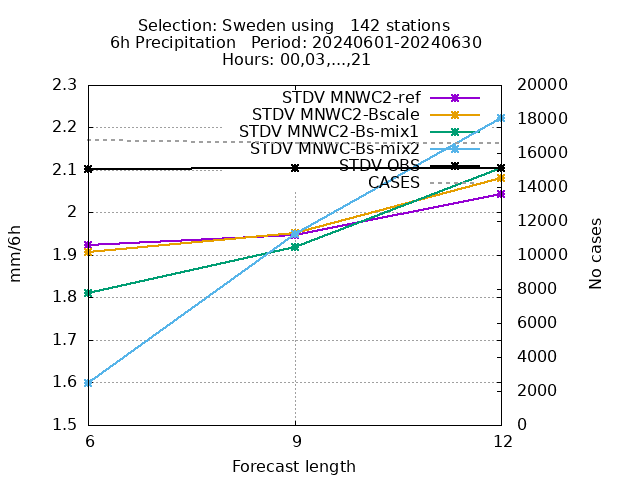 Selection: Sweden using   142 stations
6h Precipitation   Period: 20240601-20240630
Hours: 00,03,...,21
2.3
2.2
2.1
2
1.9
1.8
1.7
1.6
1.5
mm/6h
STDV MNWC2-ref
STDV MNWC2-Bscale
STDV MNWC2-Bs-mix1
STDV MNWC-Bs-mix2
STDV OBS
CASES
20000
18000
16000
14000
12000
10000
8000
6000
4000
2000
0
No cases
6
9
12
Forecast length